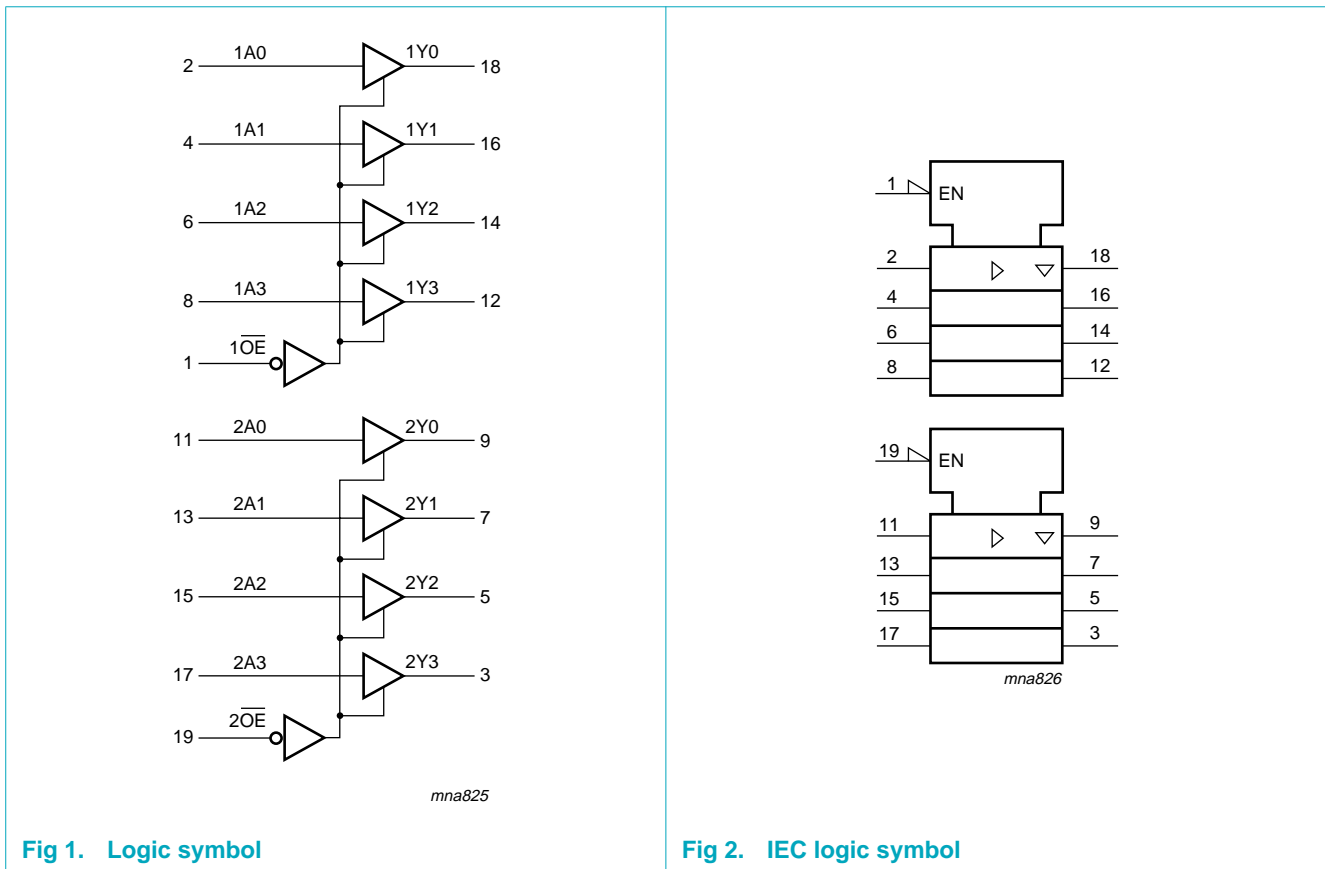 2 1A0 1Y0 18
4 1A1 1Y1 16
6 1A2 1Y2 14
8 1A3 1Y3 12
1 1O̅E̅
11 2A0 2Y0 9
13 2A1 2Y1 7
15 2A2 2Y2 5
17 2A3 2Y3 3
19 2O̅E̅
mna825
Fig 1. Logic symbol
1 EN
2 18
4 16
6 14
8 12
19 EN
11 9
13 7
15 5
17 3
mna826
Fig 2. IEC logic symbol